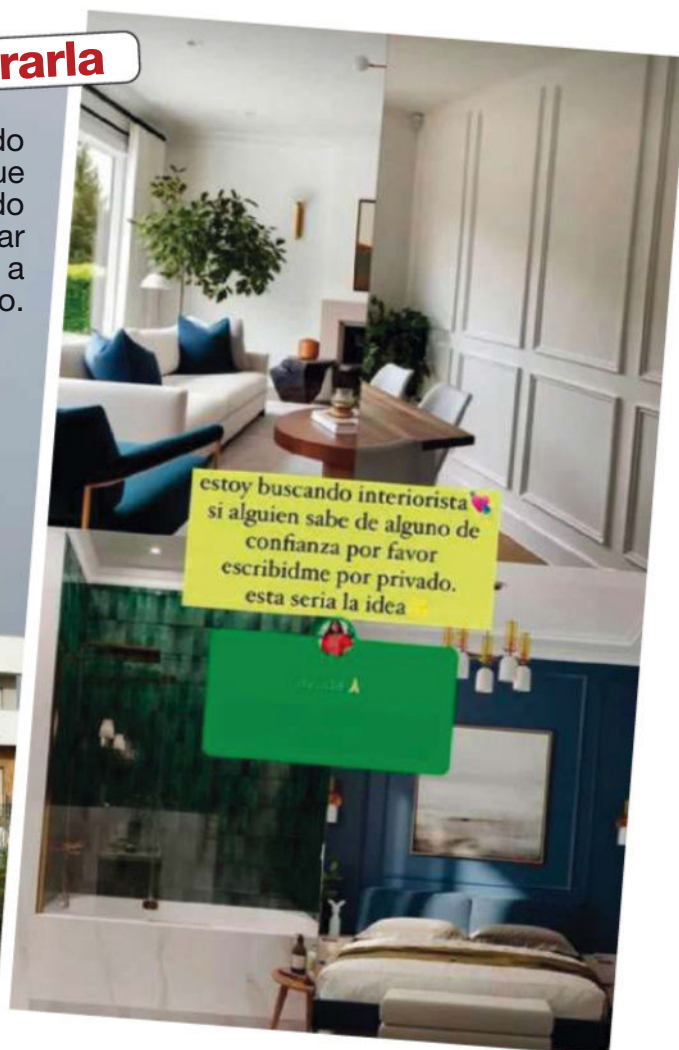 rarla
do
ue
do
ar
a
o.
estoy buscando interiorista💘
si alguien sabe de alguno de
confianza por favor
escribidme por privado.
esta seria la idea✨